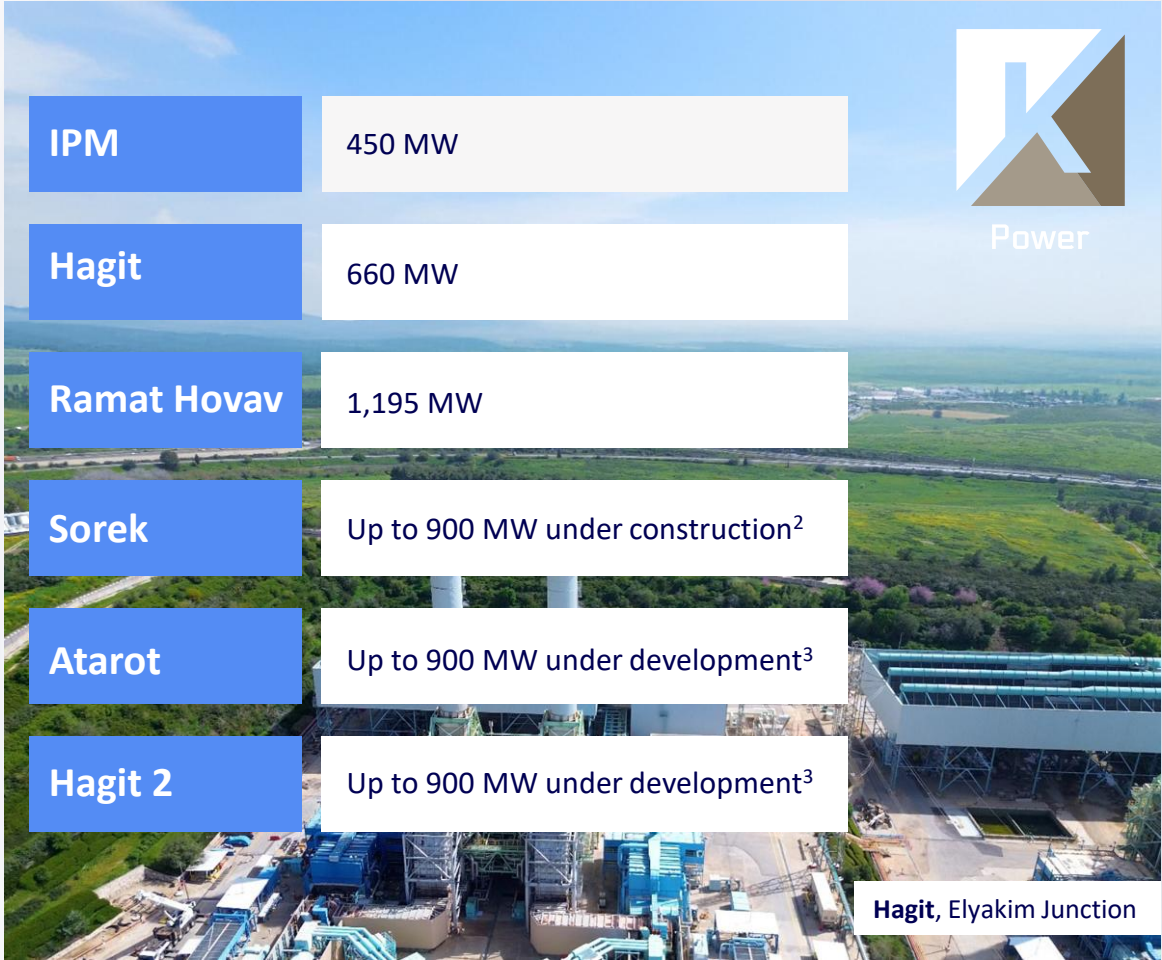 K
Power
IPM
450 MW
Hagit
660 MW
Ramat Hovav
1,195 MW
Sorek
Up to 900 MW under construction²
Atarot
Up to 900 MW under development³
Hagit 2
Up to 900 MW under development³
Hagit, Elyakim Junction